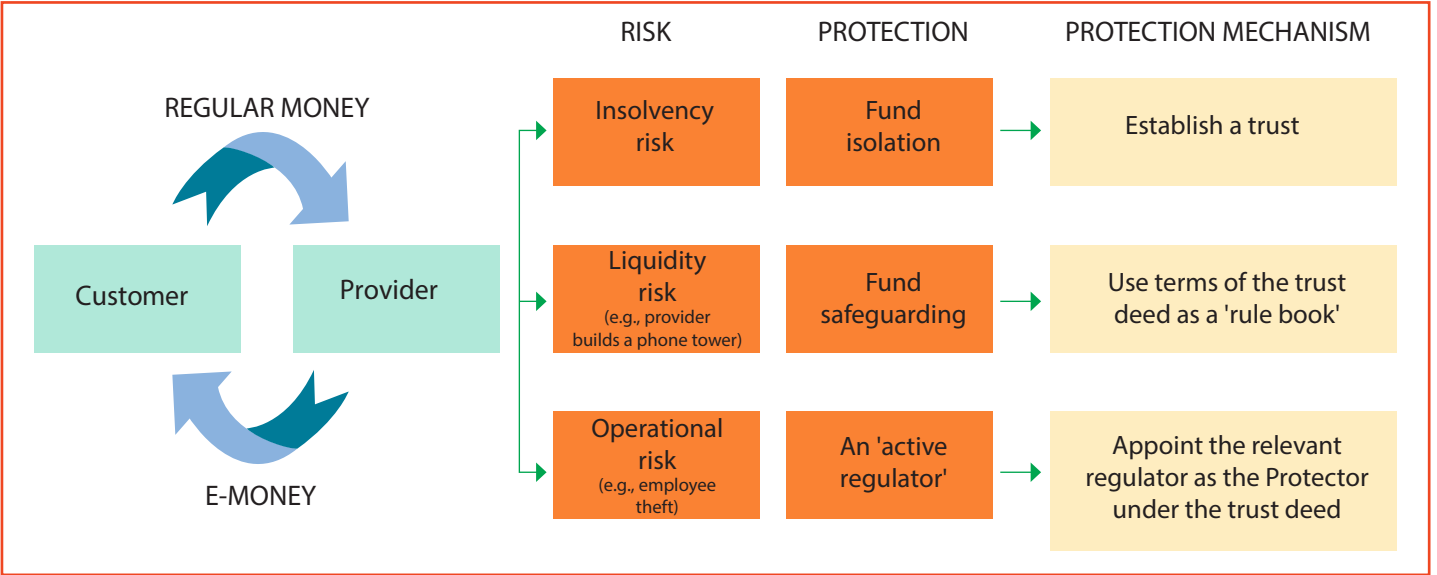 RISK
PROTECTION
PROTECTION MECHANISM
REGULAR MONEY
Customer
Provider
E-MONEY
Insolvency
risk
Fund
isolation
Establish a trust
Liquidity
risk
(e.g., provider
builds a phone tower)
Fund
safeguarding
Use terms of the trust
deed as a 'rule book'
Operational
risk
(e.g., employee
theft)
An 'active
regulator'
Appoint the relevant
regulator as the Protector
under the trust deed